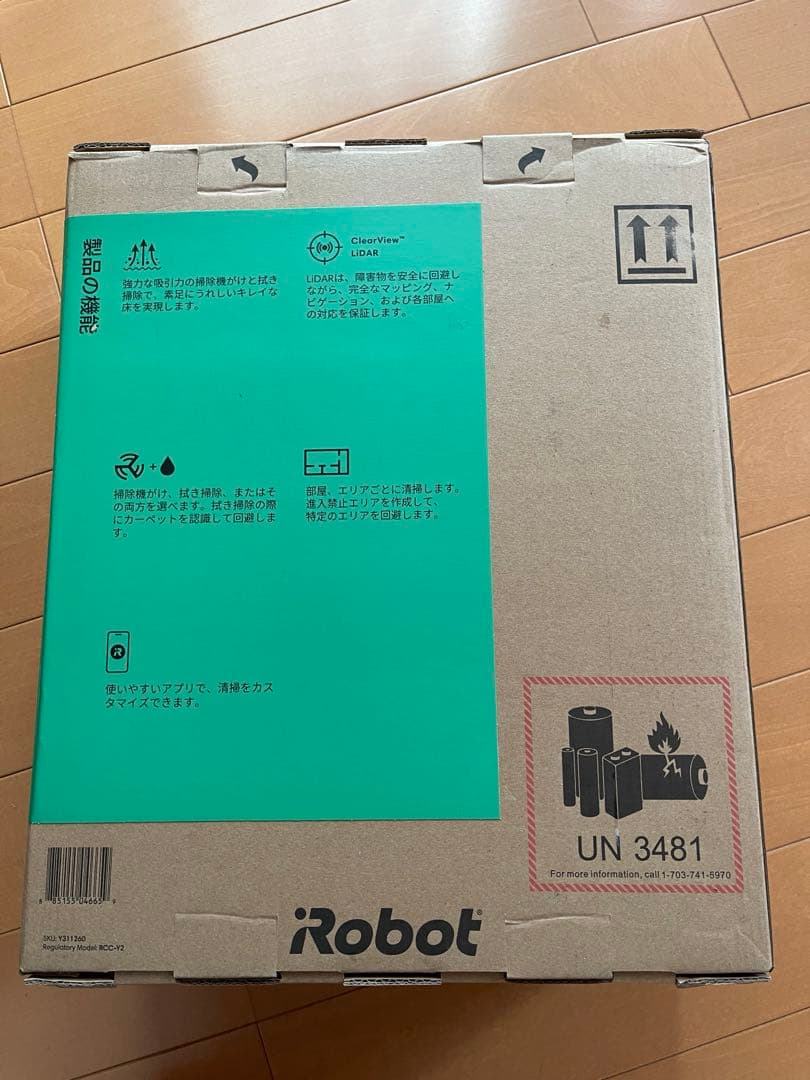 製品の機能
強力な吸引力の掃除機がけと拭き
掃除で、素足にうれしいキレイな
床を実現します。
ClearView™
LiDAR
LiDARは、障害物を安全に回避し
ながら、完全なマッピング、ナ
ビゲーション、および各部屋へ
の対応を保証します。
掃除機がけ、拭き掃除、またはそ
の両方を選べます。拭き掃除の際
にカーペットを認識して回避しま
す。
部屋、エリアごとに清掃します。
進入禁止エリアを作成して、
特定のエリアを回避します。
使いやすいアプリで、清掃をカス
タマイズできます。
UN 3481
For more information, call 1-703-741-5970
8 85155 04665 9
SKU: Y311260
Regulatory Model: RCC-Y2
iRobot®